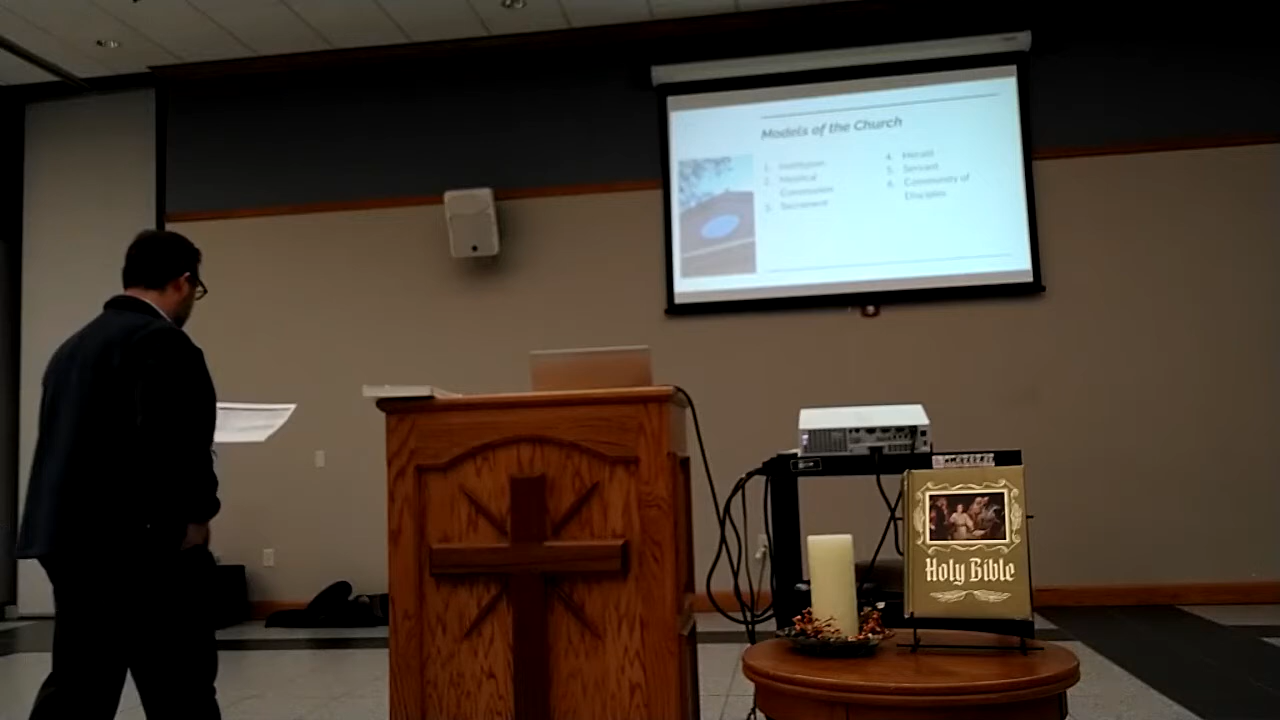 Models of the Church
1. Institution
2. Mystical
Communion
3. Sacrament
4. Herald
5. Servant
6. Community of
Disciples
Holy Bible